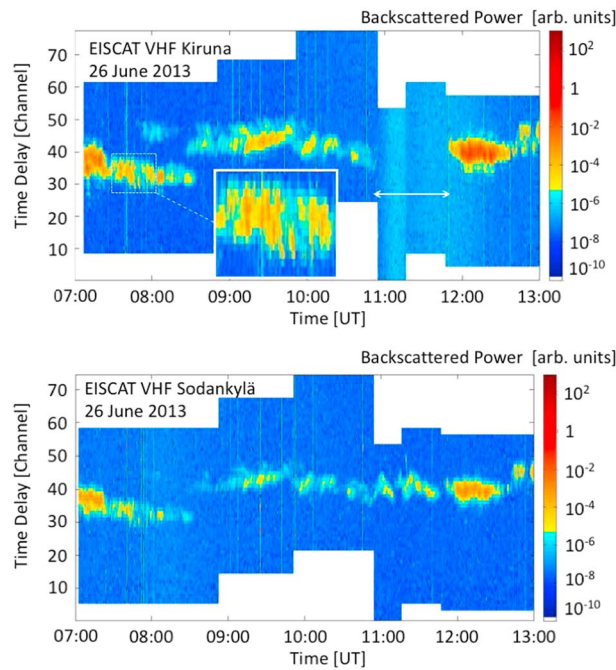 Backscattered Power [arb. units]
EISCAT VHF Kiruna
26 June 2013
Time Delay [Channel]
70
60
50
40
30
20
10
07:00 08:00 09:00 10:00 11:00 12:00 13:00
Time [UT]
10²
1
10⁻²
10⁻⁴
10⁻⁶
10⁻⁸
10⁻¹⁰
Backscattered Power [arb. units]
EISCAT VHF Sodankylä
26 June 2013
Time Delay [Channel]
70
60
50
40
30
20
10
07:00 08:00 09:00 10:00 11:00 12:00 13:00
Time [UT]
10²
1
10⁻²
10⁻⁴
10⁻⁶
10⁻⁸
10⁻¹⁰